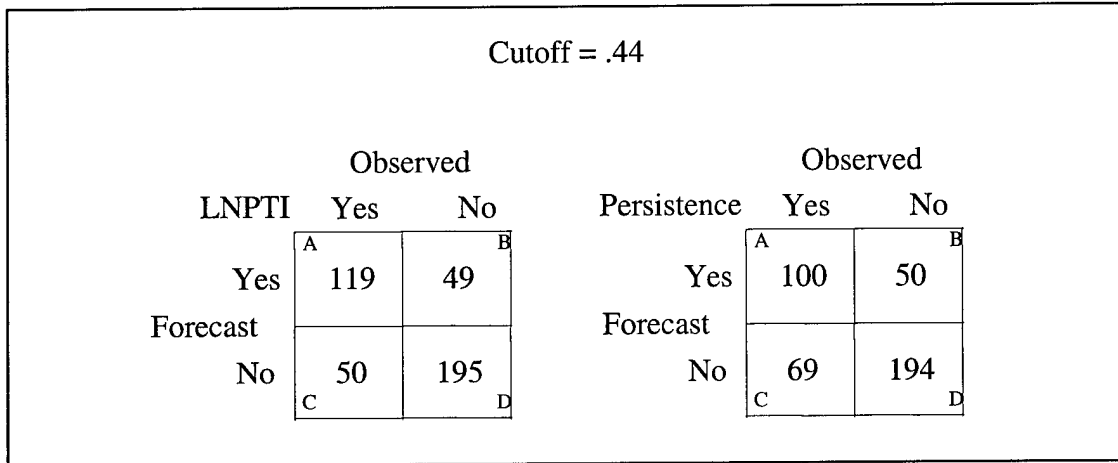 Cutoff = .44
Observed
LNPTI Yes No
A B
Yes 119 49
Forecast
No 50 195
C D
Observed
Persistence Yes No
A B
Yes 100 50
Forecast
No 69 194
C D